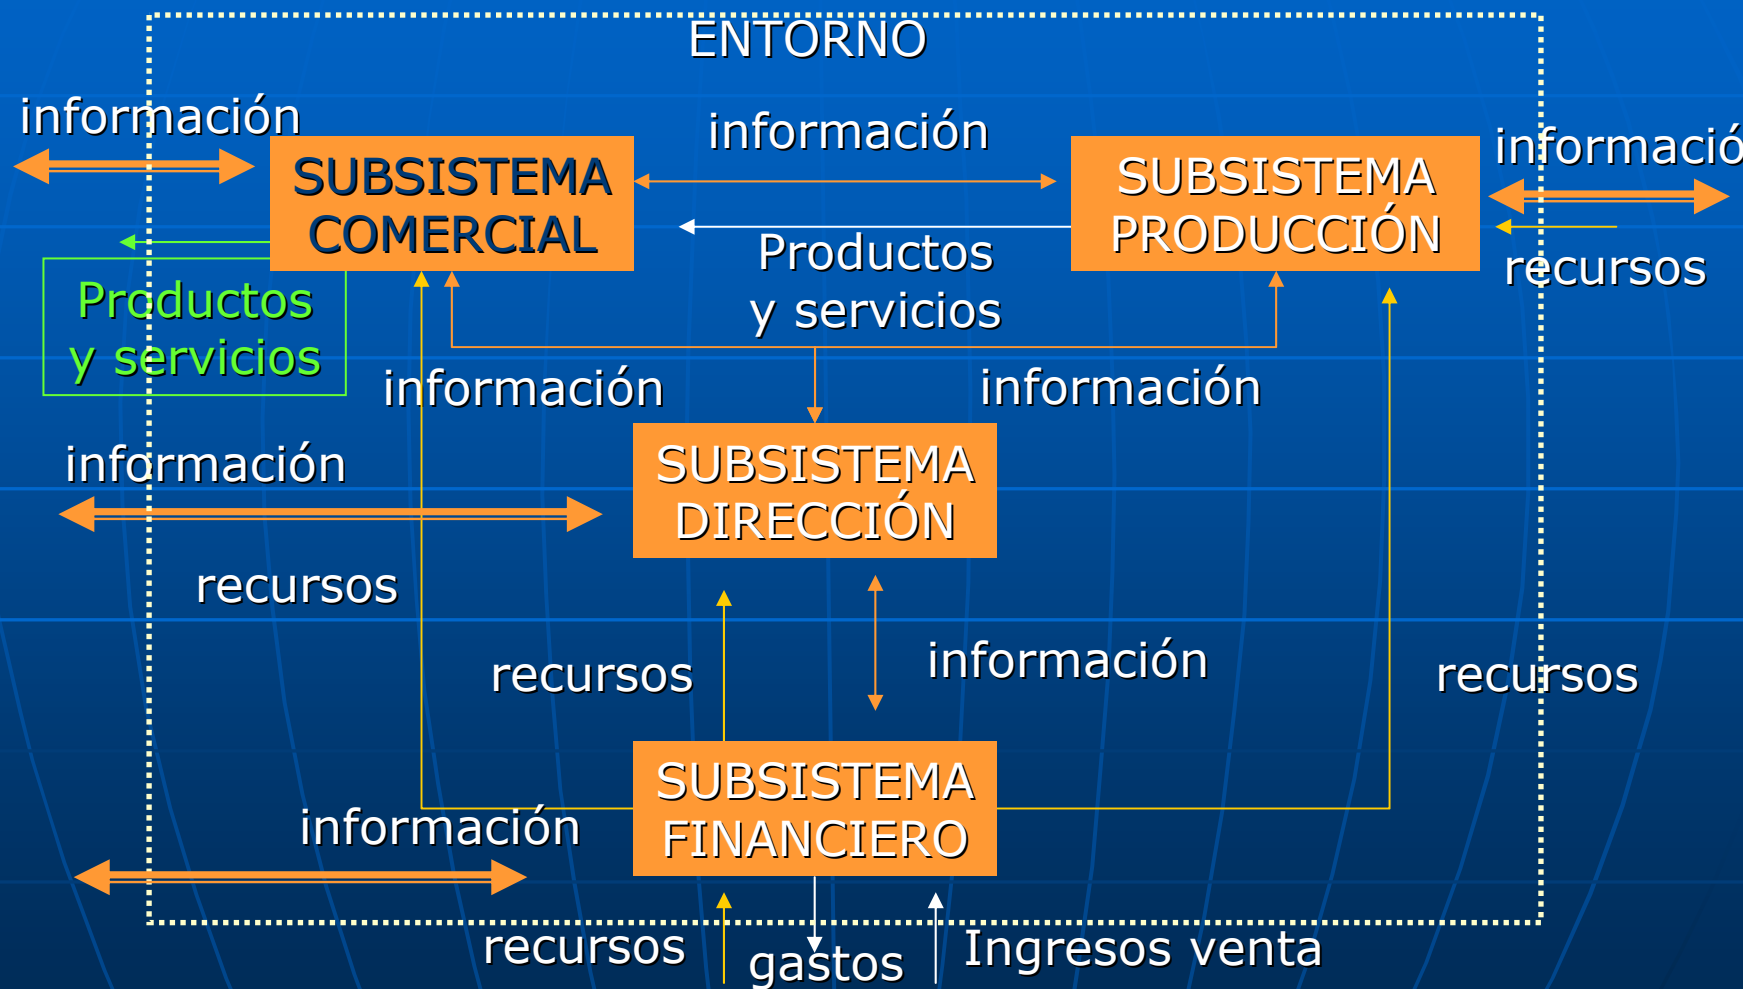 ENTORNO
información
información
informació
SUBSISTEMA
COMERCIAL
SUBSISTEMA
PRODUCCIÓN
Productos
y servicios
recursos
Productos
y servicios
información
información
información
SUBSISTEMA
DIRECCIÓN
recursos
recursos
información
recursos
SUBSISTEMA
FINANCIERO
información
recursos
gastos
Ingresos venta